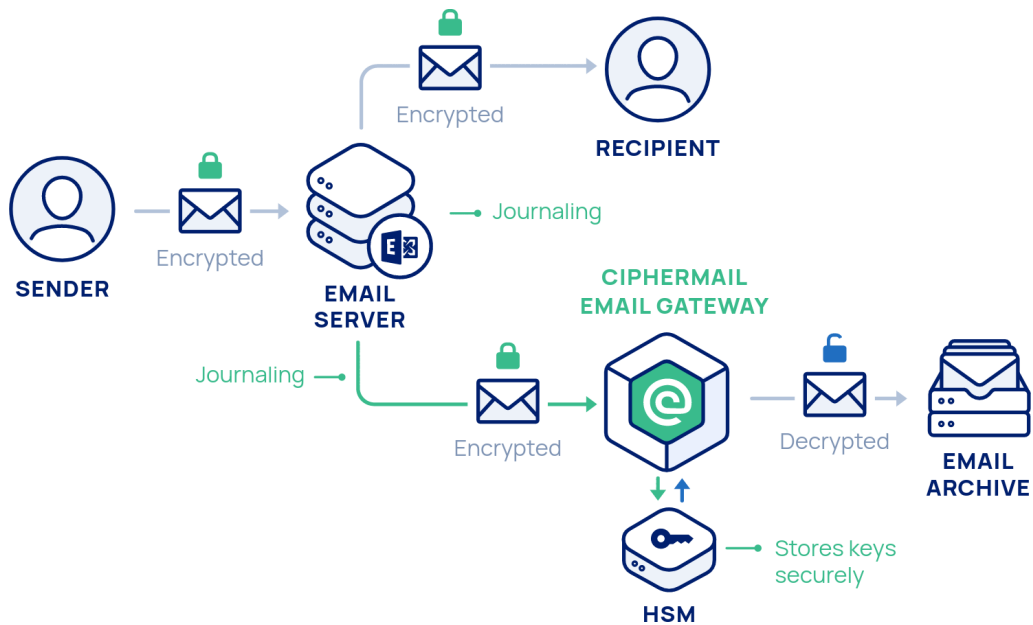 Encrypted
RECIPIENT
Encrypted
SENDER
Journaling
E
EMAIL
SERVER
CIPHERMAIL
EMAIL GATEWAY
Journaling
Encrypted
Decrypted
EMAIL
ARCHIVE
Stores keys
securely
HSM